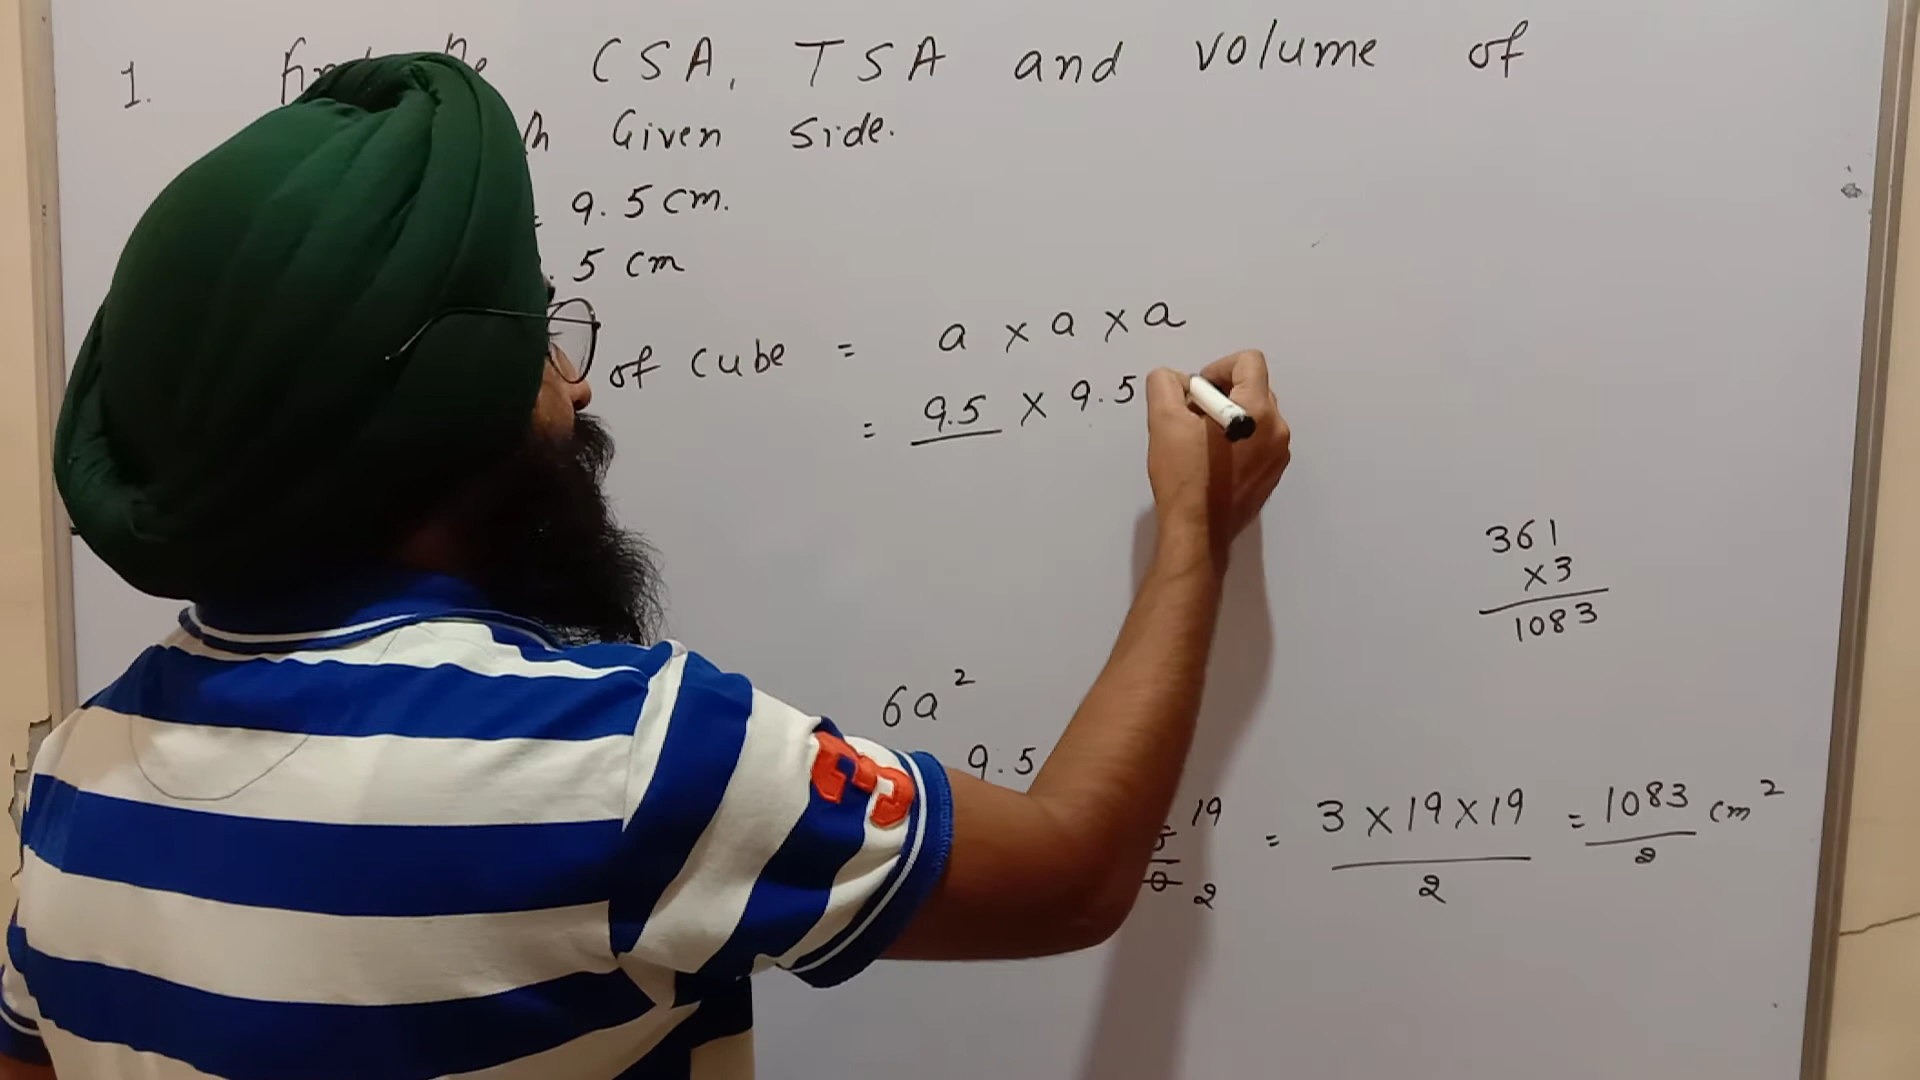 1. CSA, TSA and volume of
Given Side.
= 9.5 cm.
.5 cm
of cube = a × a × a
= 9.5 × 9.5
361
×3
1083
6a²
9.5
19
2
= 3 × 19 × 19
2
= 1083 cm²
2